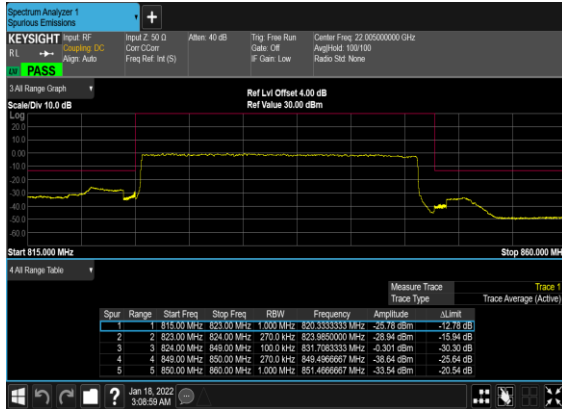 Spectrum Analyzer 1
Spurious Emissions
+
KEYSIGHT Input: RF Input Z: 50 Ω Atten: 40 dB Trig: Free Run Center Freq: 22.005000000 GHz
RL Coupling: DC Corr CCorr Gate: Off Avg|Hold: 100/100
Align: Auto Freq Ref: Int (S) IF Gain: Low Radio Std: None
PASS
3 All Range Graph
Ref Lvl Offset 4.00 dB
Scale/Div 10.0 dB Ref Value 30.00 dBm
Log
20.0
10.0
0.00
-10.0
-20.0
-30.0
-40.0
-50.0
-60.0
Start 815.000 MHz Stop 860.000 MHz
4 All Range Table
Measure Trace Trace 1
Trace Type Trace Average (Active)
Spur Range Start Freq Stop Freq RBW Frequency Amplitude ΔLimit
1 1 815.00 MHz 823.00 MHz 1.000 MHz 820.3333333 MHz -25.78 dBm -12.78 dB
2 2 823.00 MHz 824.00 MHz 270.0 kHz 823.9850000 MHz -28.94 dBm -15.94 dB
3 3 824.00 MHz 849.00 MHz 100.0 kHz 831.7083333 MHz -0.301 dBm -30.30 dB
4 4 849.00 MHz 850.00 MHz 270.0 kHz 849.4966667 MHz -38.64 dBm -25.64 dB
5 5 850.00 MHz 860.00 MHz 1.000 MHz 851.4666667 MHz -33.54 dBm -20.54 dB
? Jan 18, 2022
3:08:59 AM